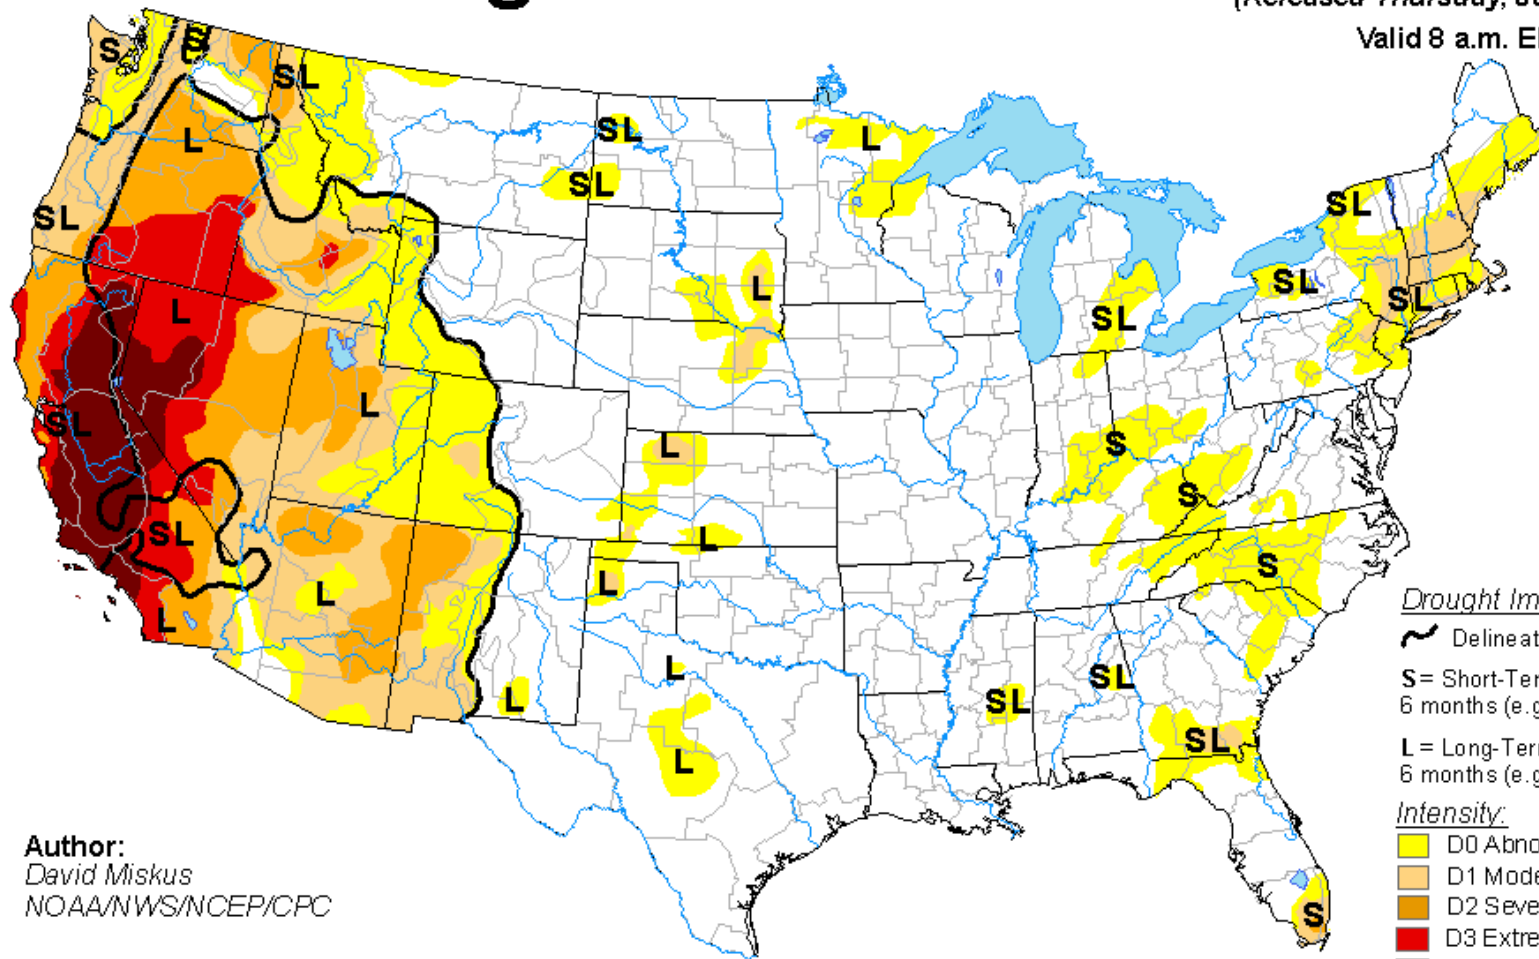 Valid 8 a.m. E
S
S
SL
L
SL
SL
L
SL
L
SL
SL
L
SL
SL
SL
L
L
L
S
S
SL
L
S
L
L
L
L
SL
L
SL
SL
L
S
Drought Im
Delineat
S = Short-Ter
6 months (e.g
L = Long-Ter
6 months (e.g
Intensity:
D0 Abno
D1 Mode
D2 Seve
D3 Extre
Author:
David Miskus
NOAA/NWS/NCEP/CPC